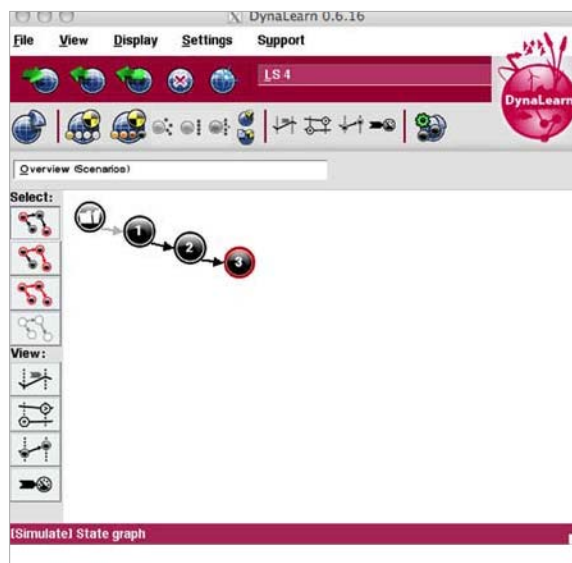 DynaLearn 0.6.16
File View Display Settings Support
LS 4
DynaLearn
Overview (Scenarios)
Select:
1
2
3
View:
[Simulate] State graph